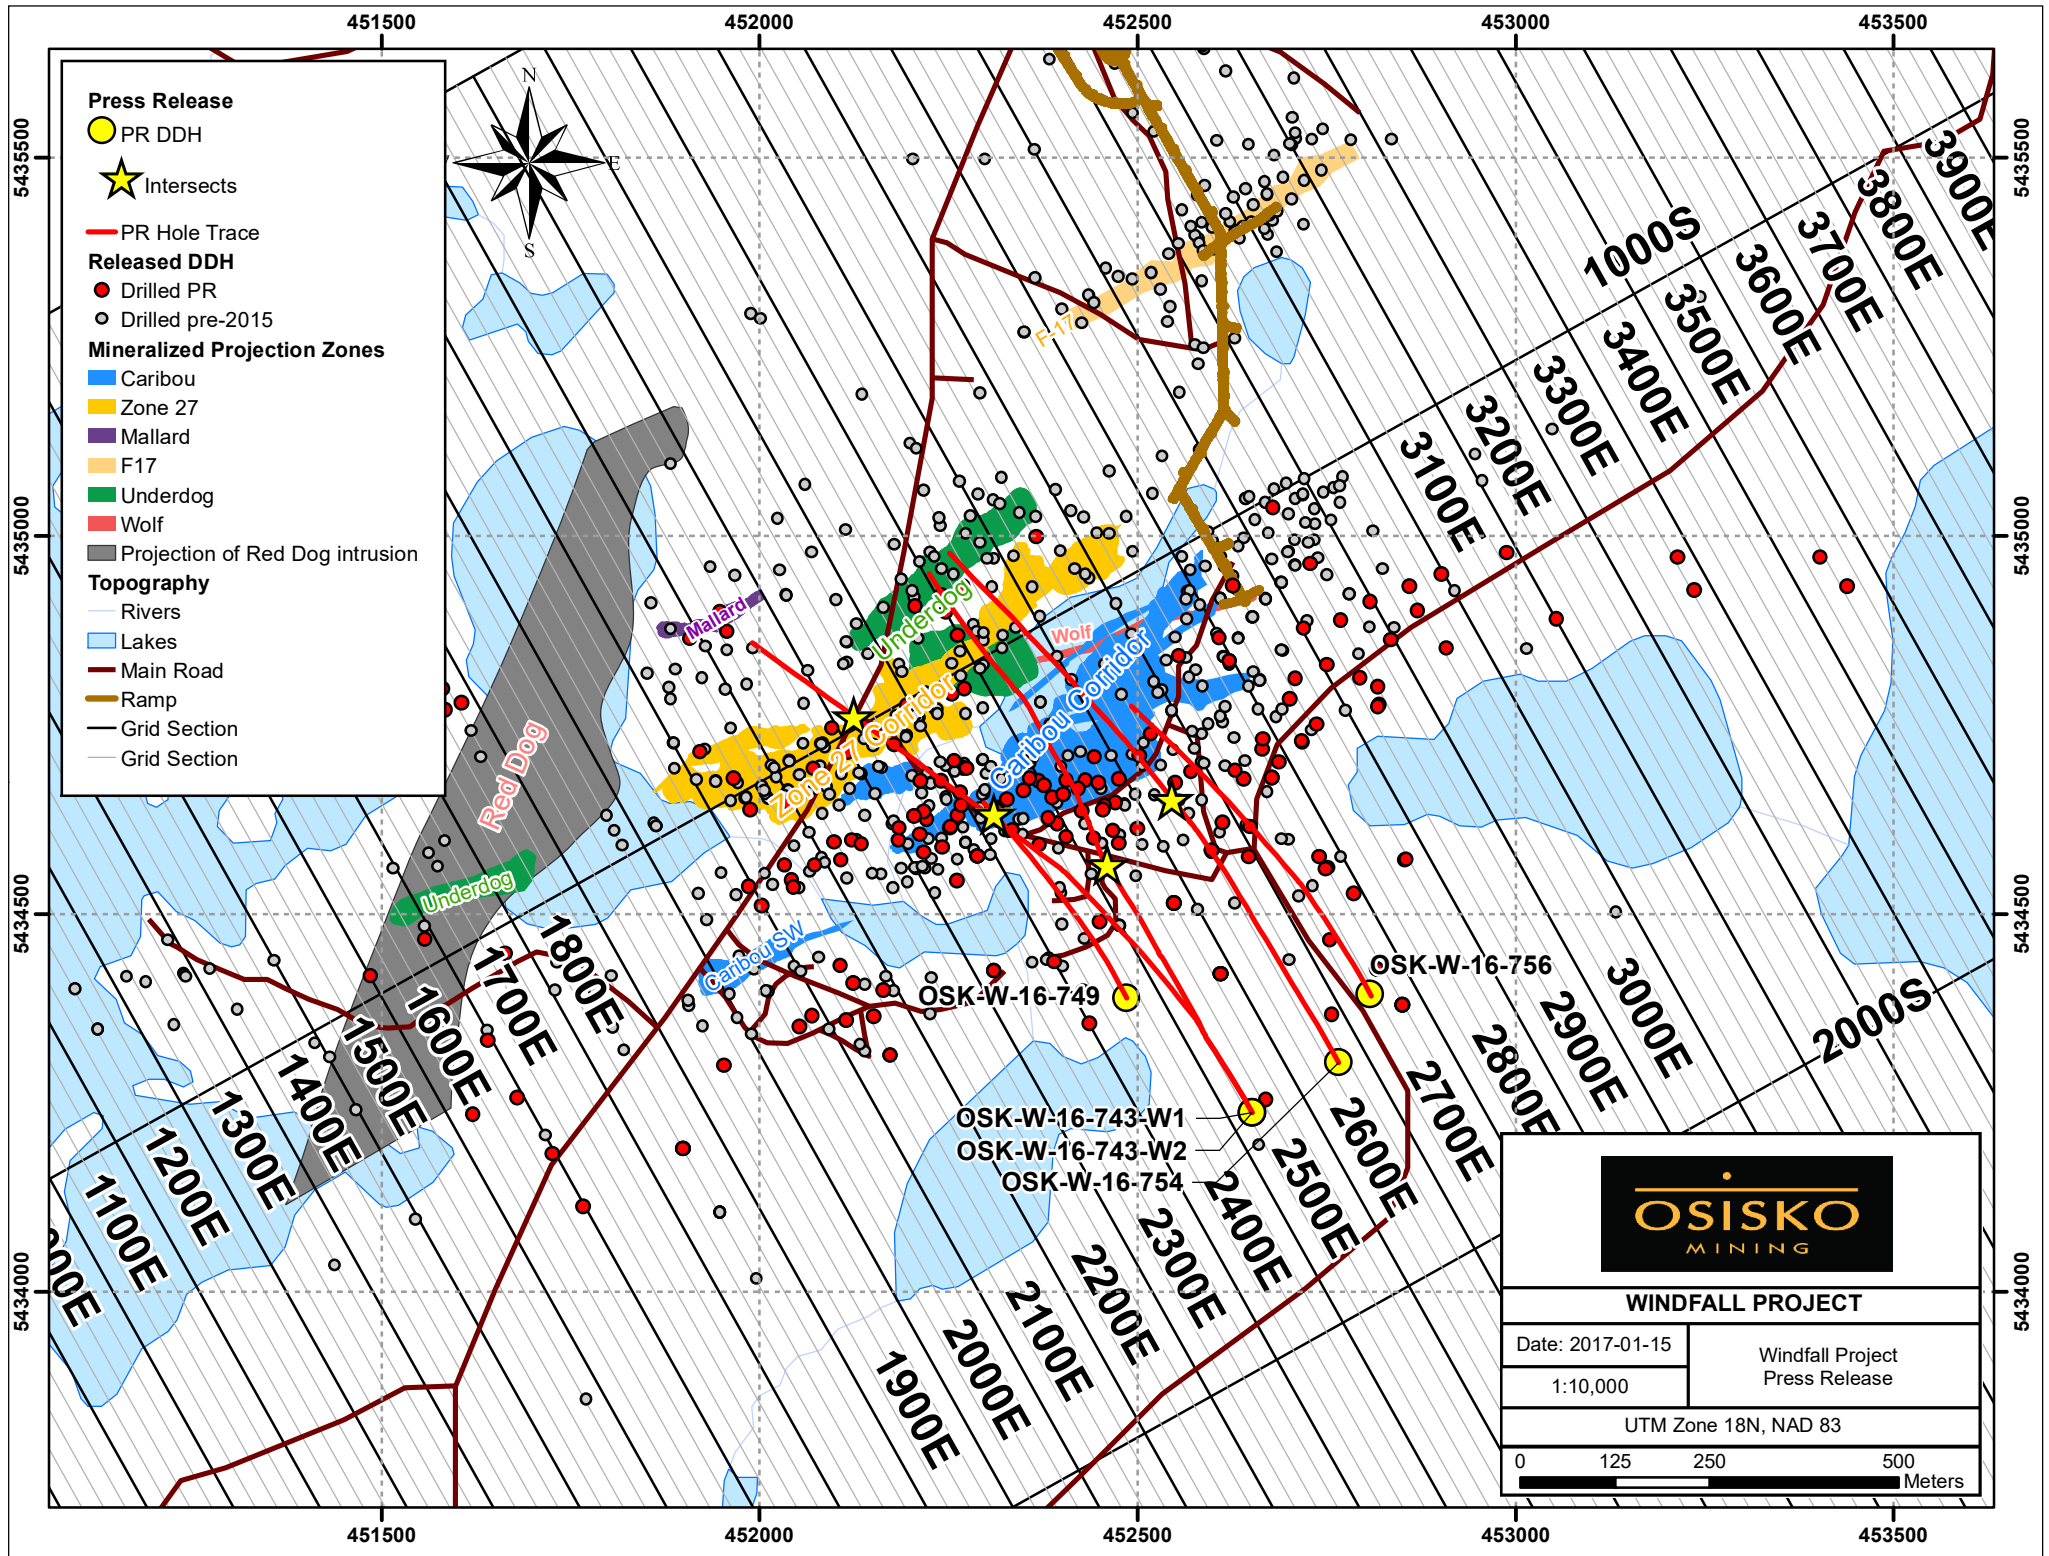 451500
452000
452500
453000
453500
5435500
5435000
5434500
5434000
5435500
5435000
5434500
5434000
Press Release
PR DDH
Intersects
PR Hole Trace
Released DDH
Drilled PR
Drilled pre-2015
Mineralized Projection Zones
Caribou
Zone 27
Mallard
F17
Underdog
Wolf
Projection of Red Dog intrusion
Topography
Rivers
Lakes
Main Road
Ramp
Grid Section
Grid Section
N
E
S
F-17
1000S
3900E
3800E
3700E
3600E
3500E
3400E
3300E
3200E
3100E
Mallard
Underdog
Wolf
Caribou Corridor
Zone 27 Corridor
Red Dog
Underdog
Caribou SW
OSK-W-16-756
OSK-W-16-749
OSK-W-16-743-W1
OSK-W-16-743-W2
OSK-W-16-754
2000S
3000E
2900E
2800E
2700E
2600E
2500E
2400E
2300E
2200E
2100E
2000E
1900E
1800E
1700E
1600E
1500E
1400E
1300E
1200E
1100E
00E
OSISKO
MINING
WINDFALL PROJECT
Date: 2017-01-15
1:10,000
Windfall Project
Press Release
UTM Zone 18N, NAD 83
0 125 250 500
Meters
451500
452000
452500
453000
453500